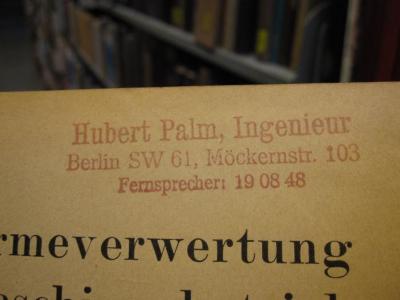 Hubert Palm, Ingenieur
Berlin SW 61, Möckernstr. 103
Fernsprecher: 19 08 48
rmeverwertung